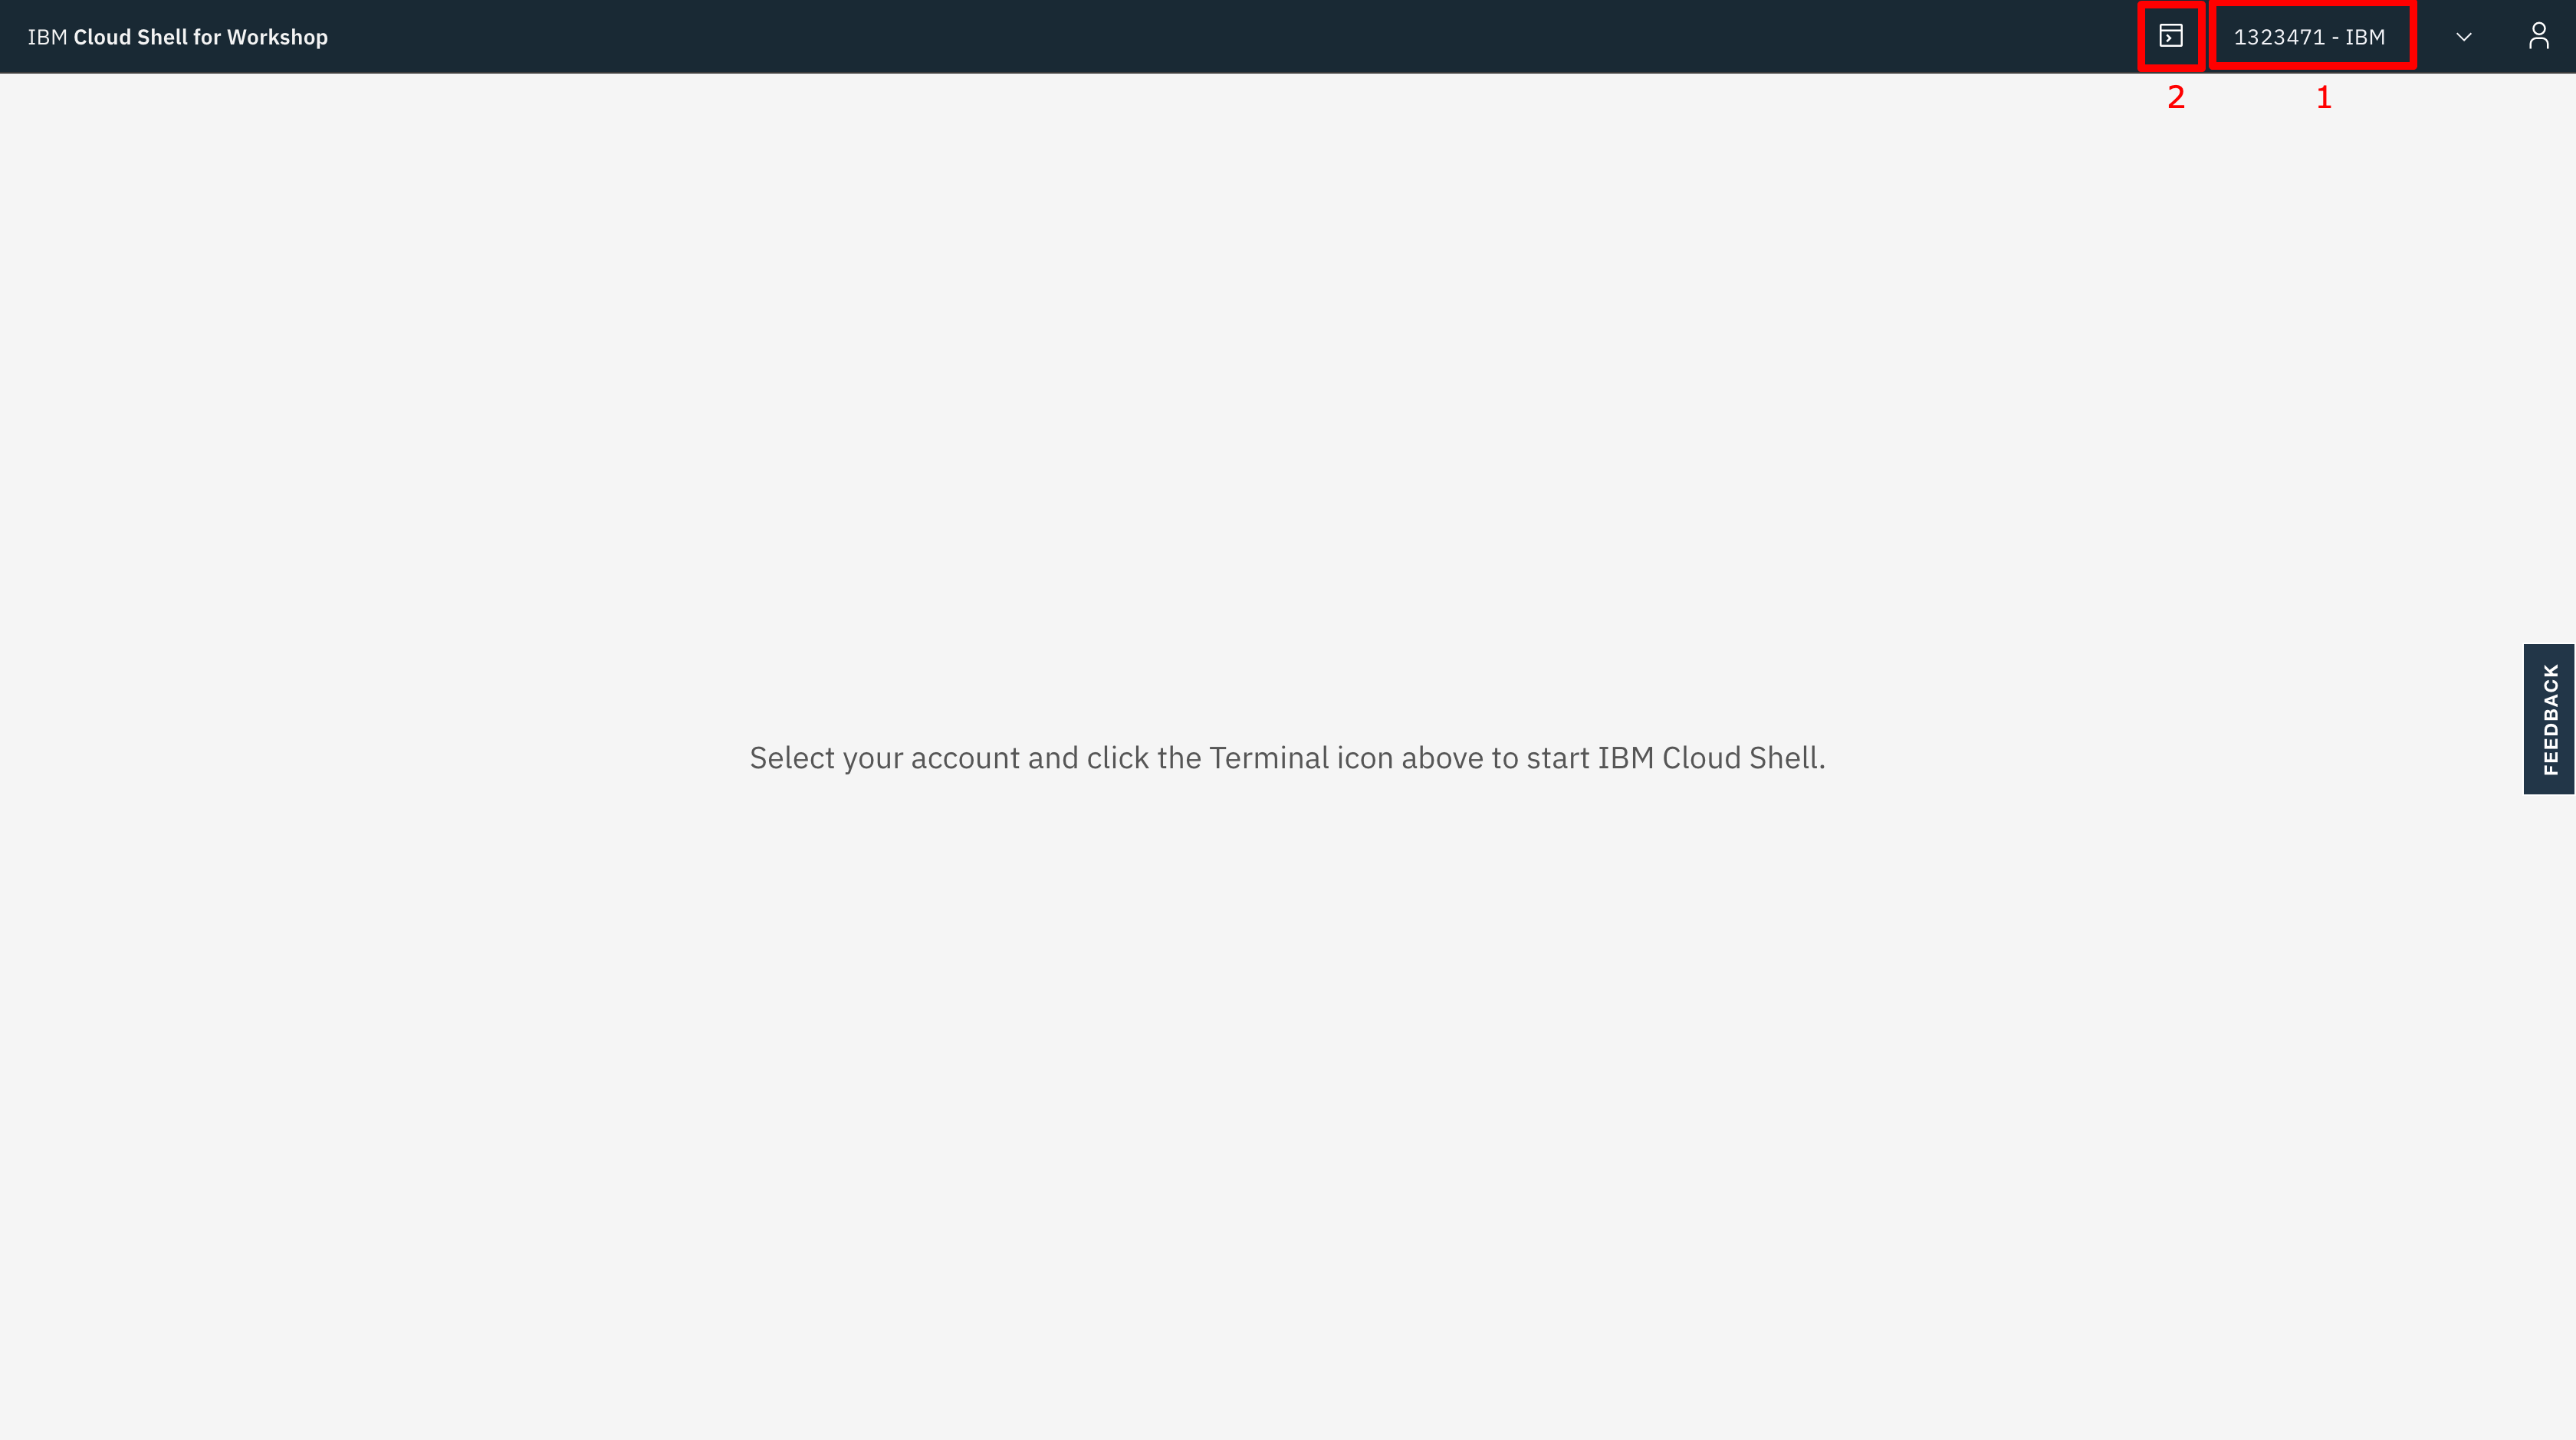 IBM Cloud Shell for Workshop
1323471 - IBM
2
1
Select your account and click the Terminal icon above to start IBM Cloud Shell.
FEEDBACK